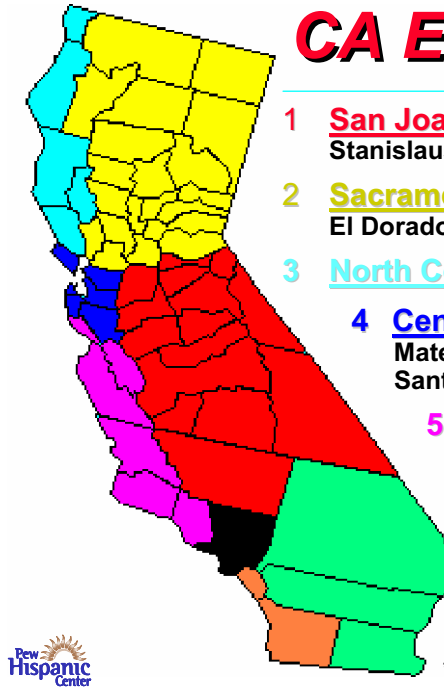 CA E
1 San Joa
Stanislau
2 Sacrame
El Dorado
3 North C
4 Cen
Mate
Sant
5
Pew
Hispanic
Center